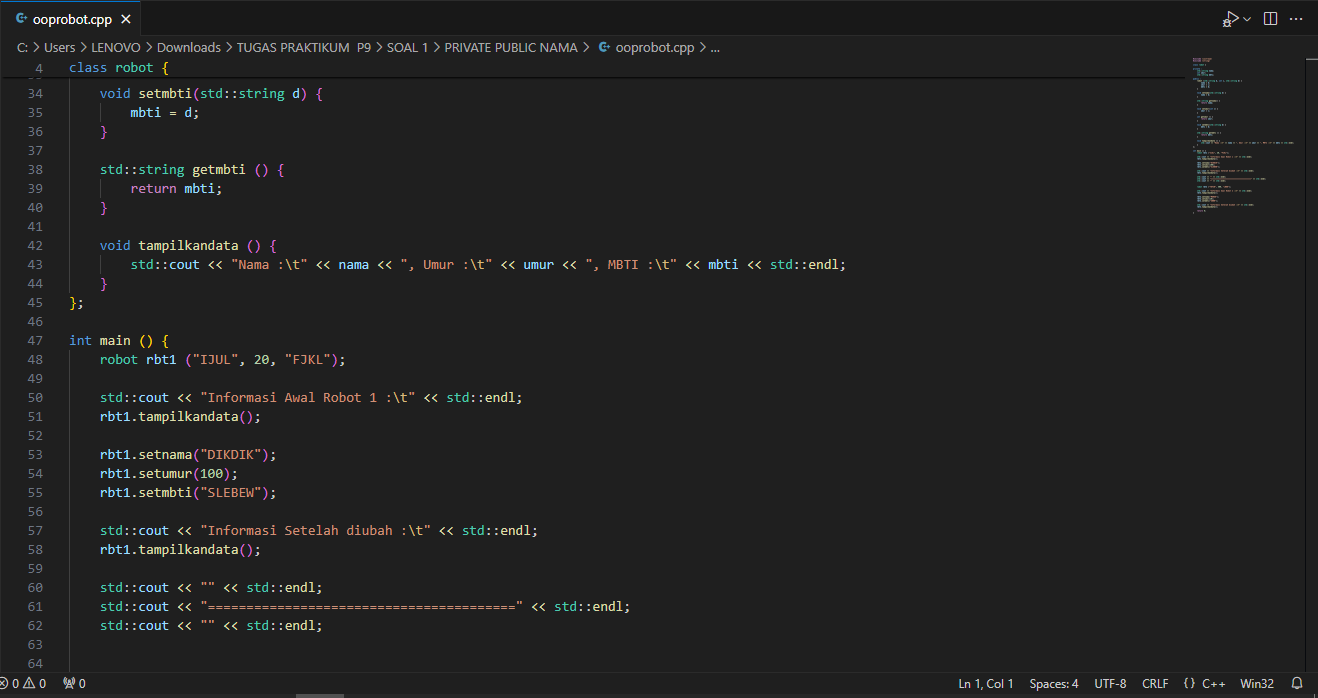 ooprobot.cpp
C: > Users > LENOVO > Downloads > TUGAS PRAKTIKUM P9 > SOAL 1 > PRIVATE PUBLIC NAMA > ooprobot.cpp > ...
4 class robot {
34 void setmbti(std::string d) {
35 mbti = d;
36 }
37
38 std::string getmbti () {
39 return mbti;
40 }
41
42 void tampilkandata () {
43 std::cout << "Nama :\t" << nama << ", Umur :\t" << umur << ", MBTI :\t" << mbti << std::endl;
44 }
45 };
46
47 int main () {
48 robot rbt1 ("IJUL", 20, "FJKL");
49
50 std::cout << "Informasi Awal Robot 1 :\t" << std::endl;
51 rbt1.tampilkandata();
52
53 rbt1.setnama("DIKDIK");
54 rbt1.setumur(100);
55 rbt1.setmbti("SLEBEW");
56
57 std::cout << "Informasi Setelah diubah :\t" << std::endl;
58 rbt1.tampilkandata();
59
60 std::cout << "" << std::endl;
61 std::cout << "========================================" << std::endl;
62 std::cout << "" << std::endl;
63
64
0 0 0 Ln 1, Col 1 Spaces: 4 UTF-8 CRLF {} C++ Win32